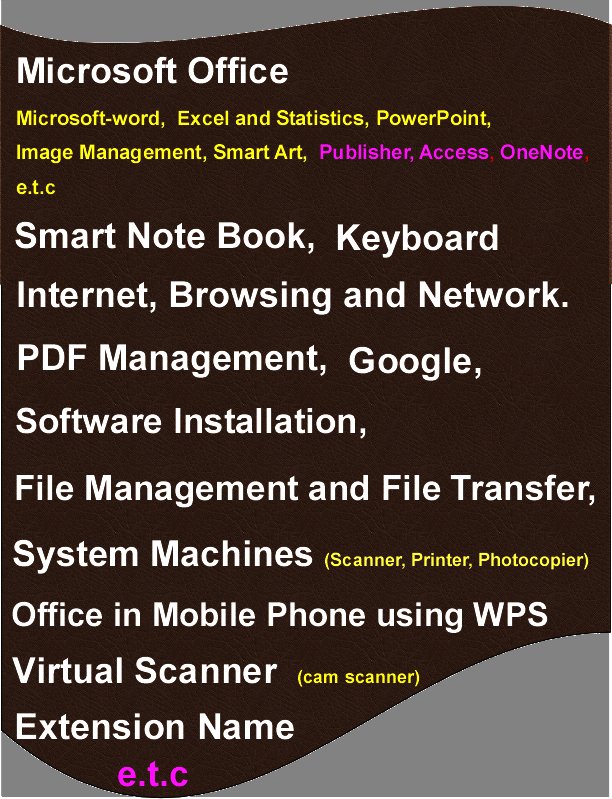 Microsoft Office
Microsoft-word, Excel and Statistics, PowerPoint,
Image Management, Smart Art, Publisher, Access, OneNote,
e.t.c
Smart Note Book, Keyboard
Internet, Browsing and Network.
PDF Management, Google,
Software Installation,
File Management and File Transfer,
System Machines (Scanner, Printer, Photocopier)
Office in Mobile Phone using WPS
Virtual Scanner (cam scanner)
Extension Name
e.t.c